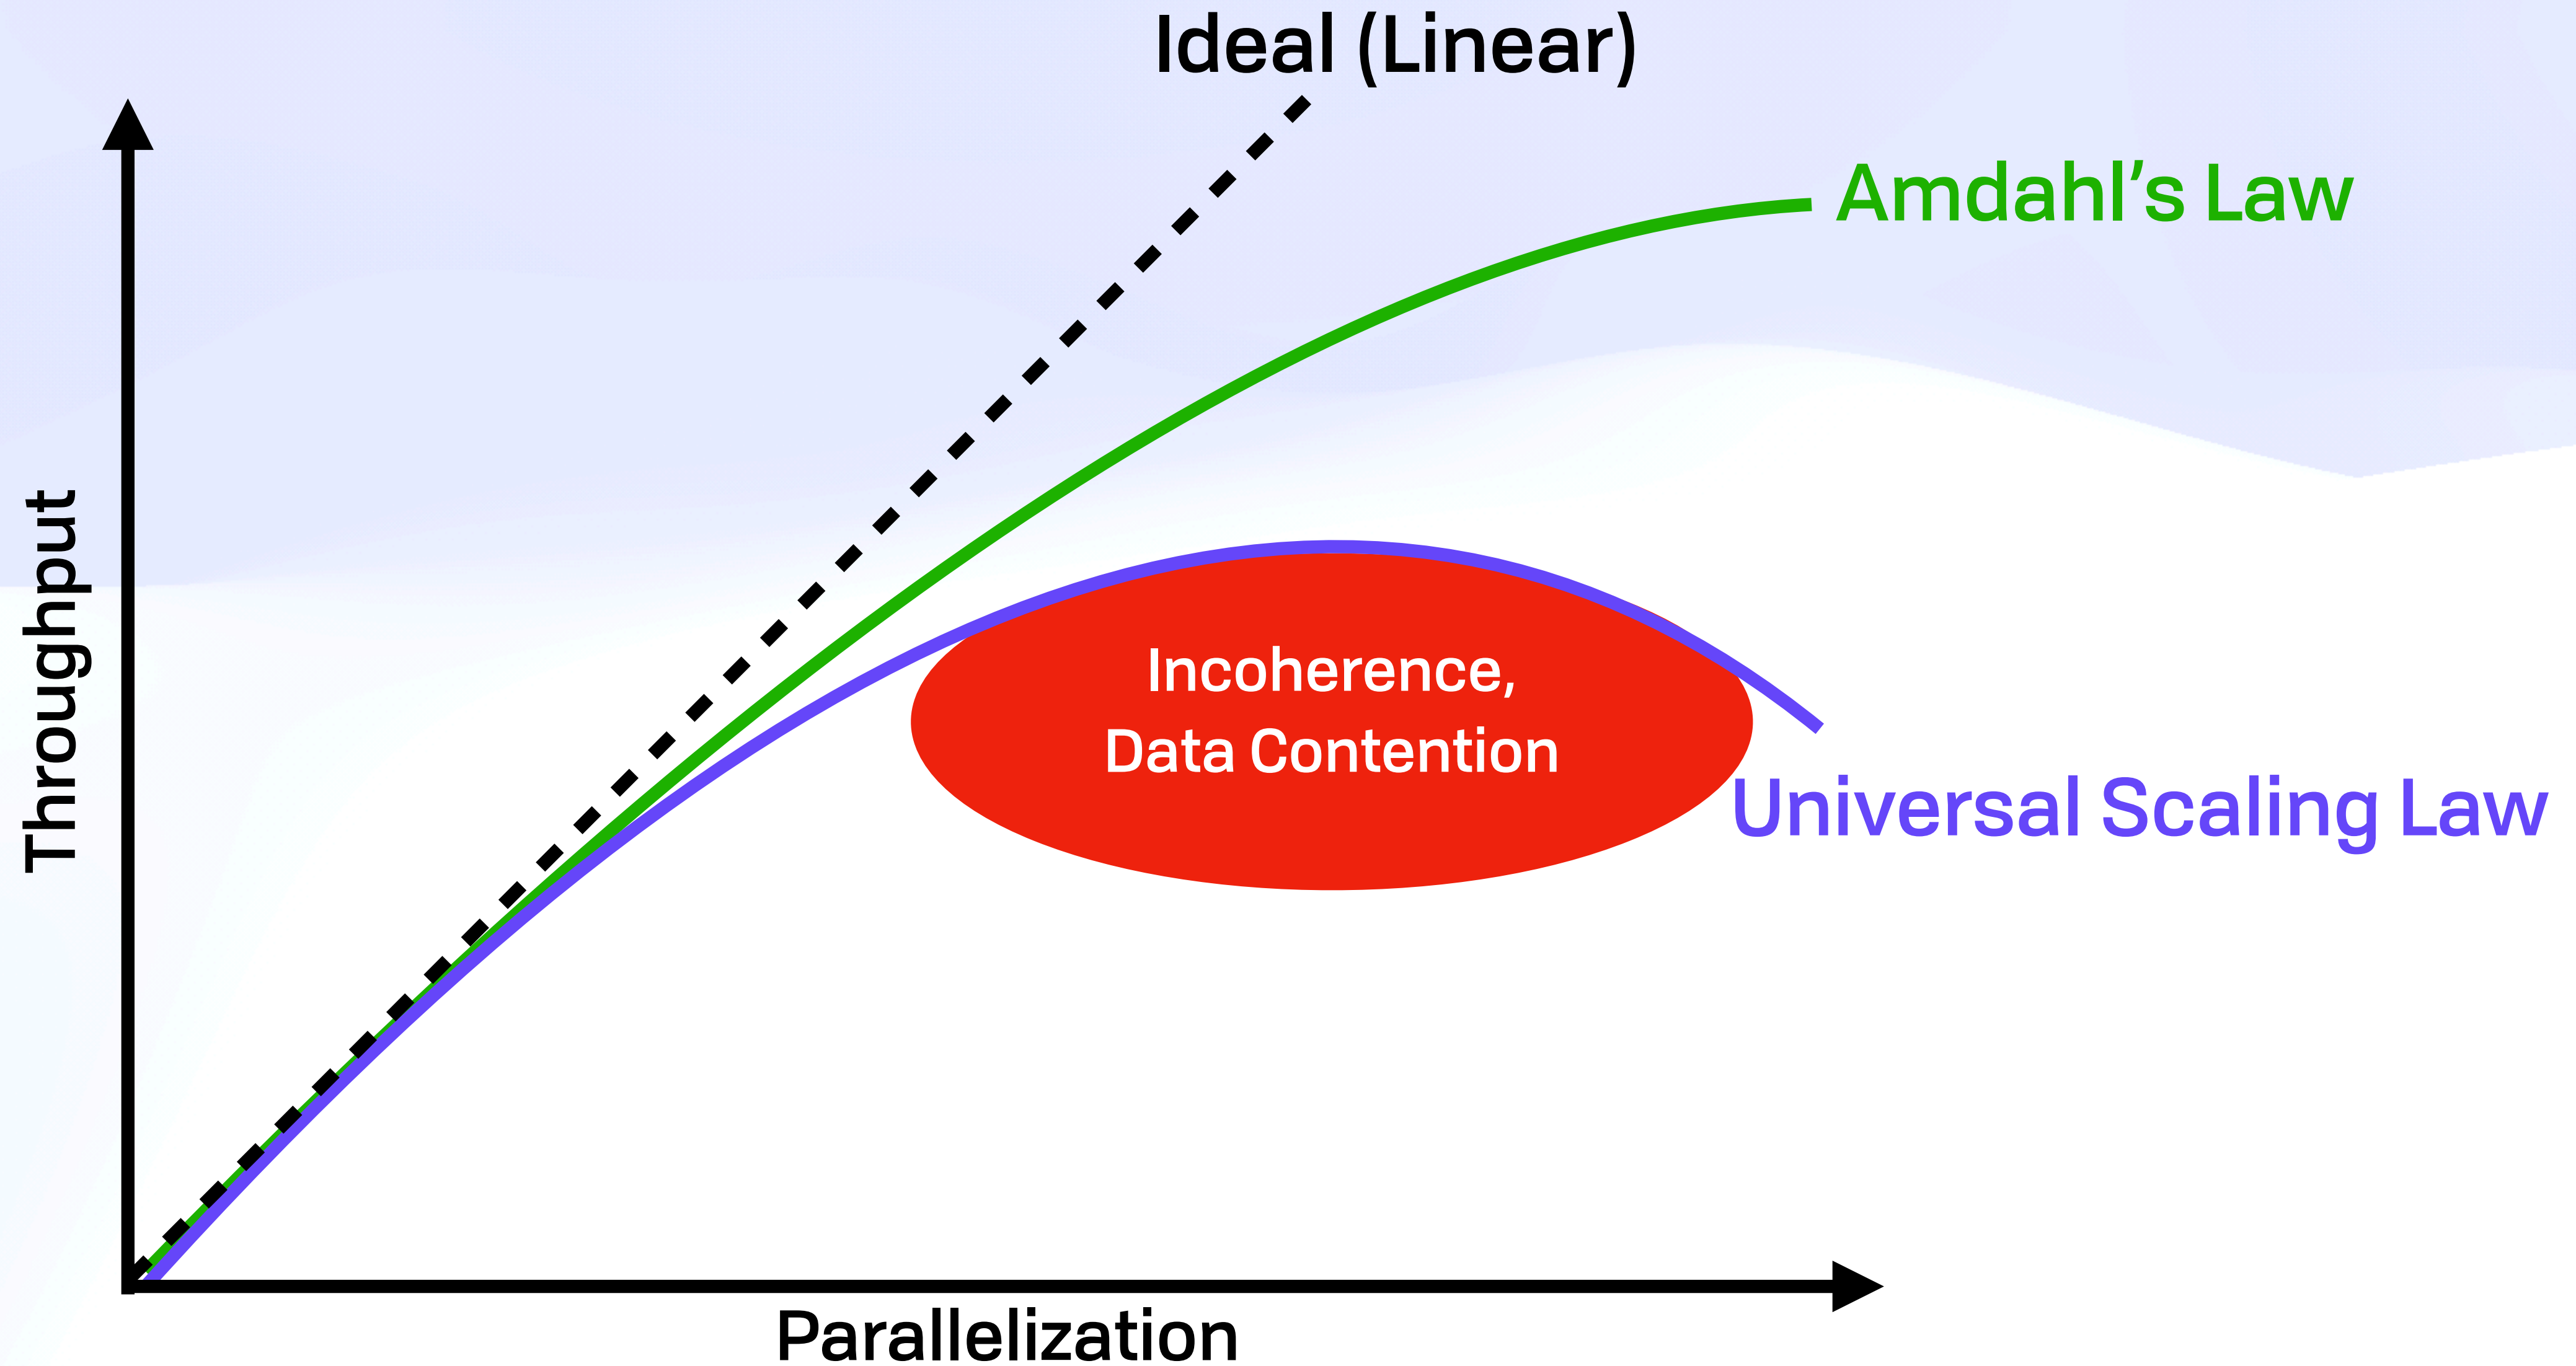 Ideal (Linear)
Amdahl’s Law
Throughput
Incoherence,
Data Contention
Universal Scaling Law
Parallelization